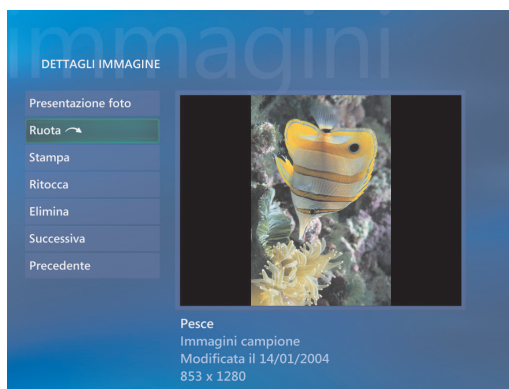 immagini
DETTAGLI IMMAGINE
Presentazione foto
Ruota
Stampa
Ritocca
Elimina
Successiva
Precedente
Pesce
Immagini campione
Modificata il 14/01/2004
853 x 1280